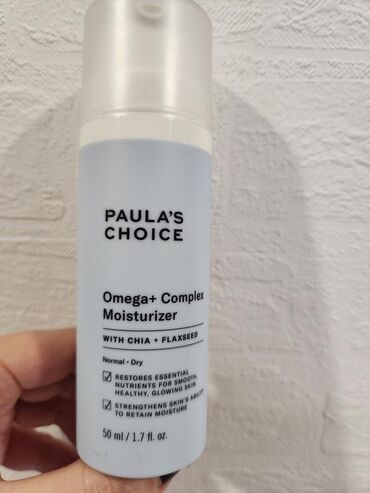 PAULA'S
CHOICE
Omega+ Complex
Moisturizer
WITH CHIA + FLAXSEED
Normal • Dry
RESTORES ESSENTIAL
NUTRIENTS FOR SMOOTH,
HEALTHY, GLOWING SKIN
STRENGTHENS SKIN'S ABILITY
TO RETAIN MOISTURE
50 ml / 1.7 fl. oz.